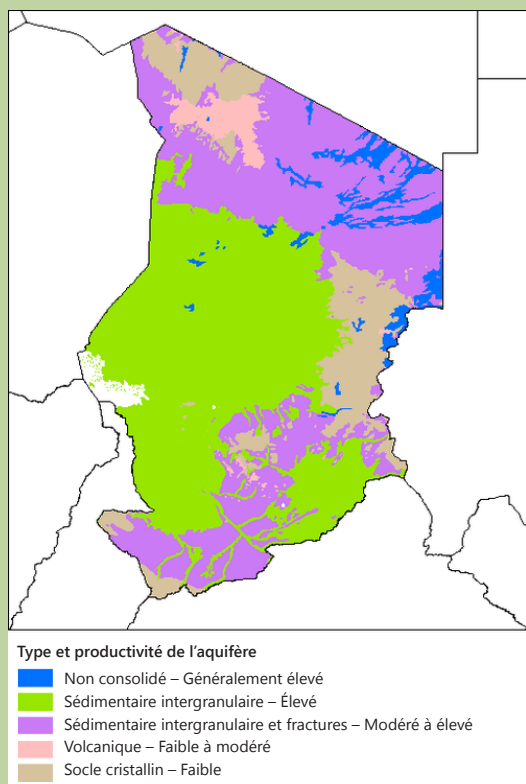 Type et productivité de l'aquifère
Non consolidé – Généralement élevé
Sédimentaire intergranulaire – Élevé
Sédimentaire intergranulaire et fractures – Modéré à élevé
Volcanique – Faible à modéré
Socle cristallin – Faible